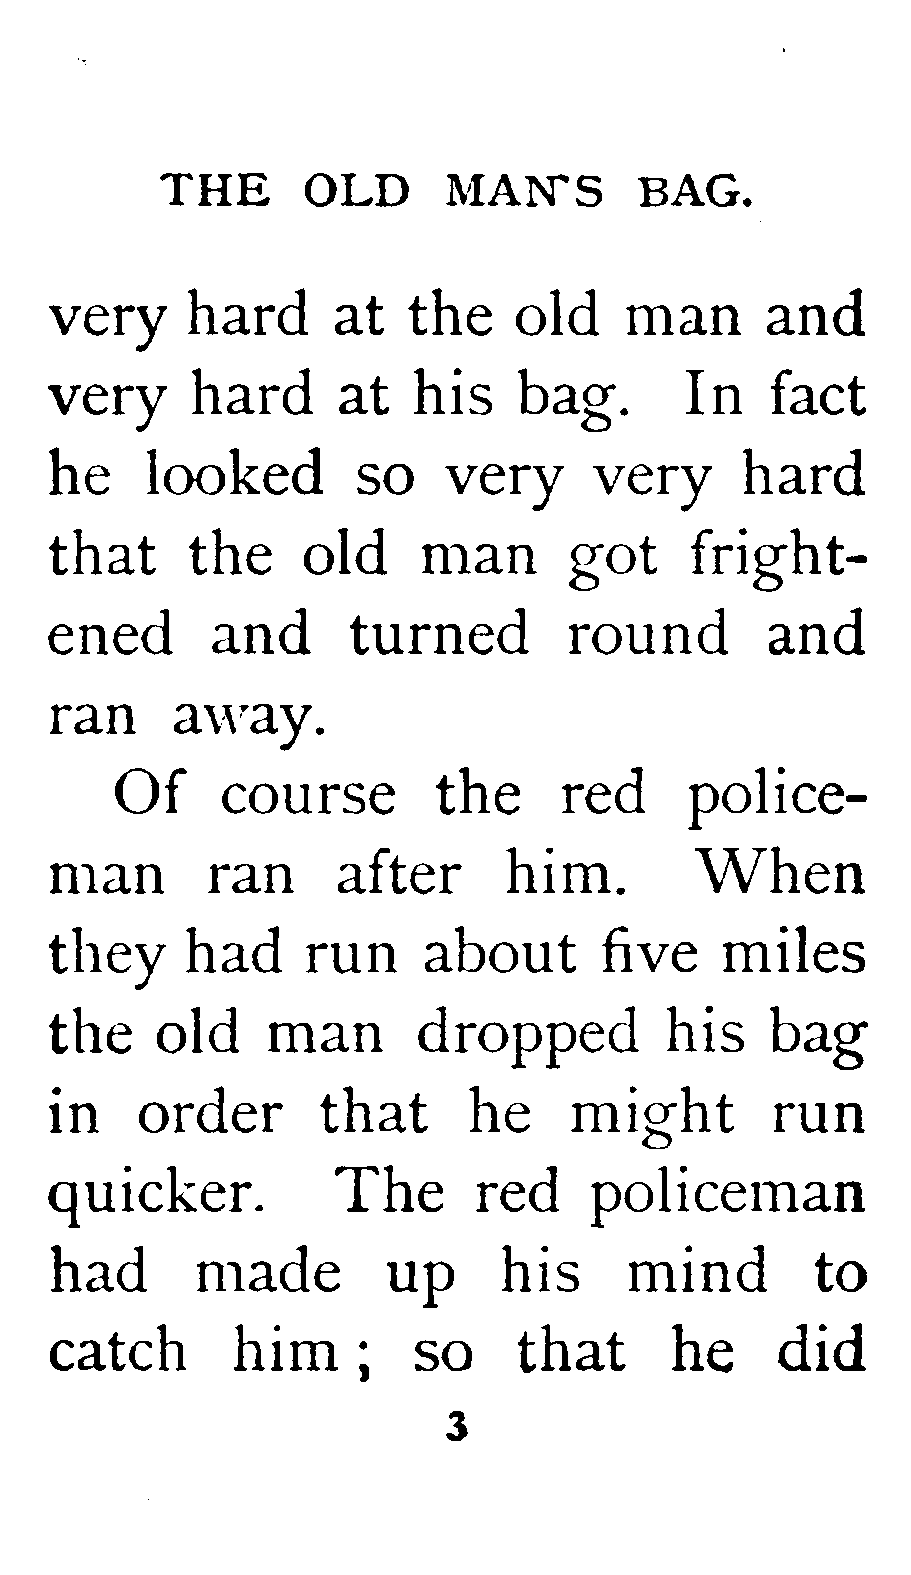 THE OLD MAN'S BAG.
very hard at the old man and
very hard at his bag. In fact
he looked so very very hard
that the old man got fright-
ened and turned round and
ran away.
Of course the red police-
man ran after him. When
they had run about five miles
the old man dropped his bag
in order that he might run
quicker. The red policeman
had made up his mind to
catch him; so that he did
3